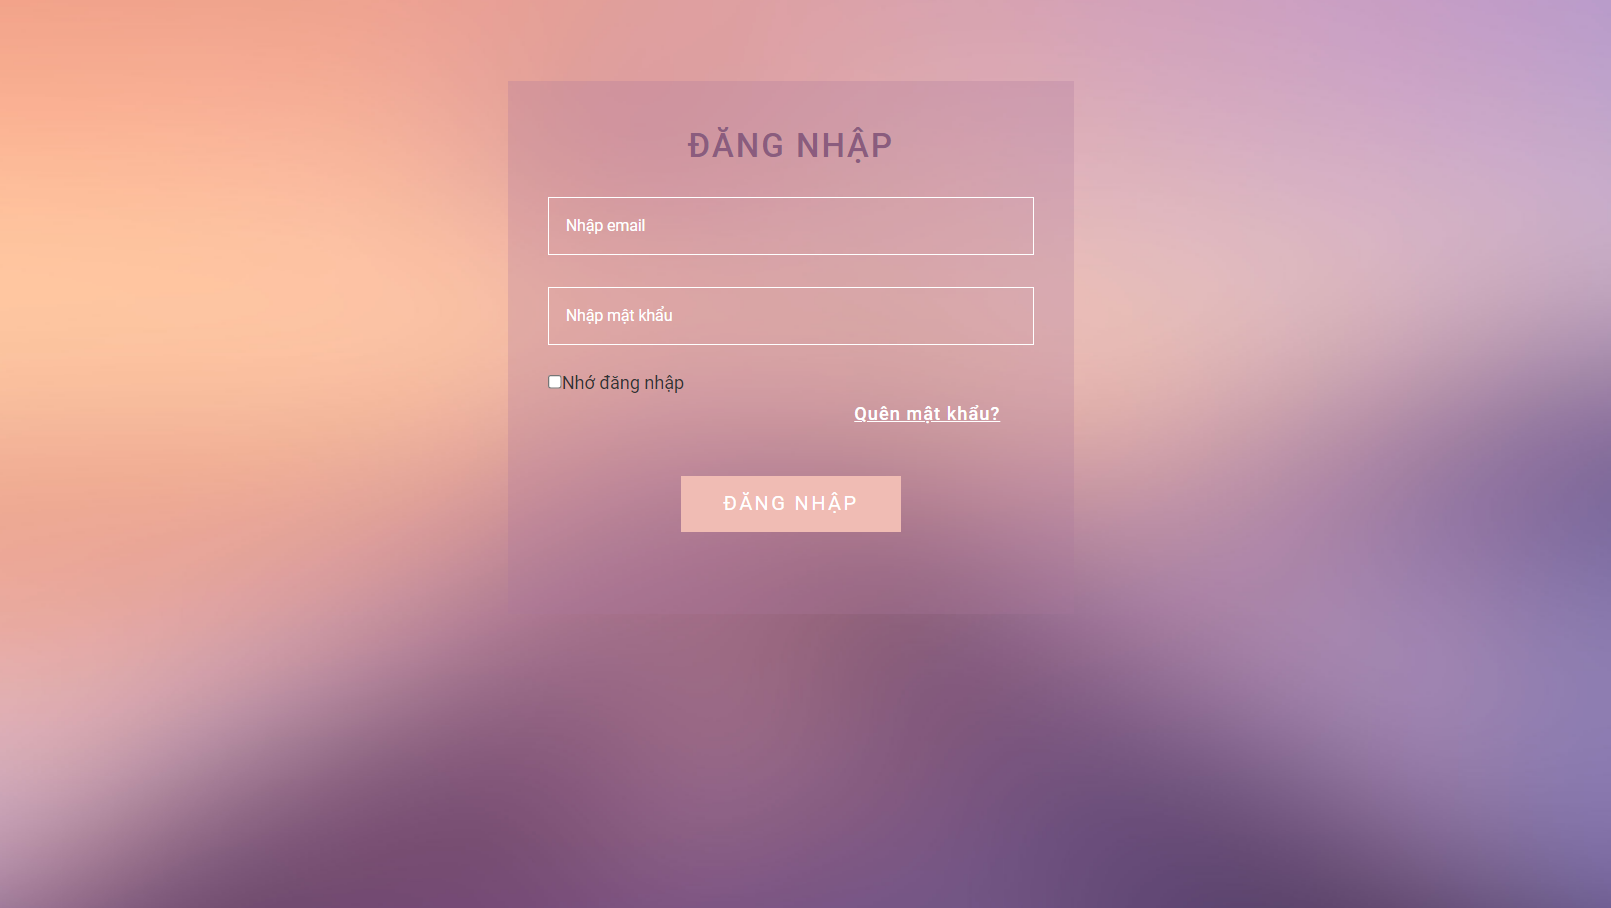 ĐĂNG NHẬP
Nhập email
Nhập mật khẩu
Nhớ đăng nhập
Quên mật khẩu?
ĐĂNG NHẬP